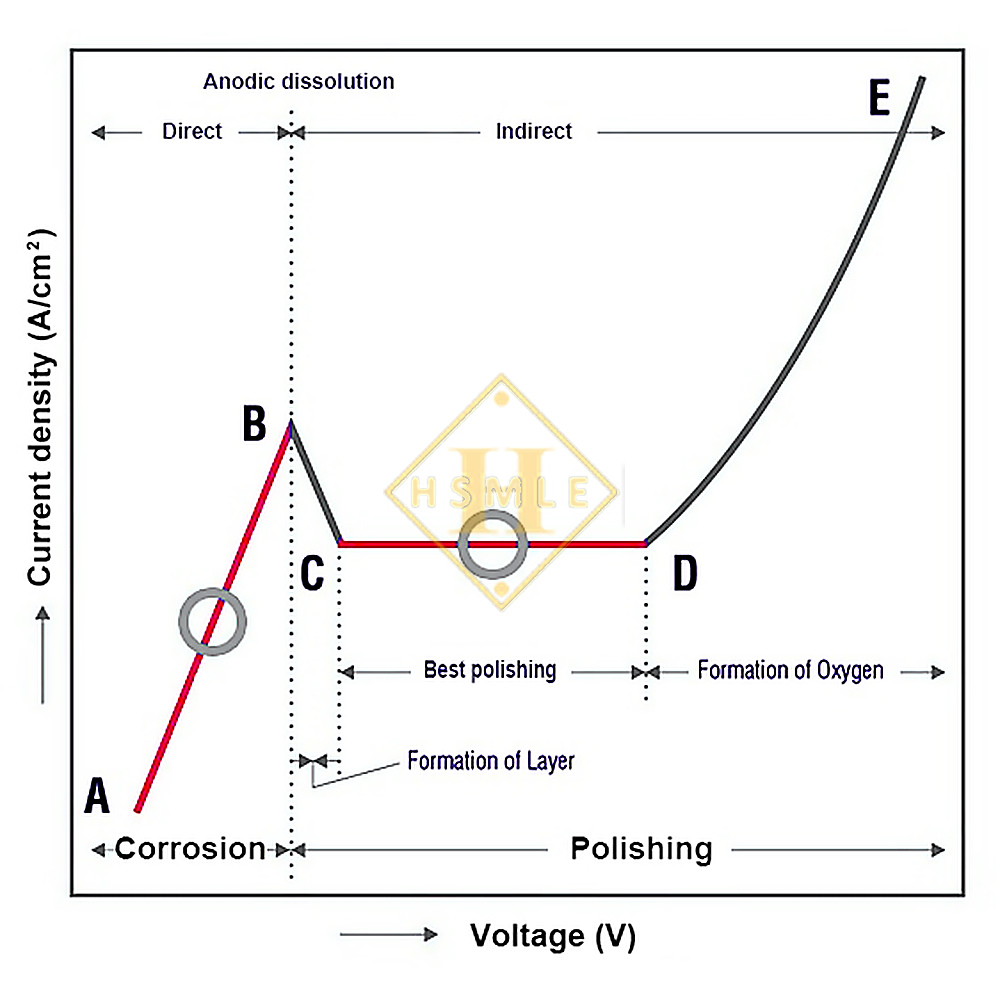 Anodic dissolution
Direct
Indirect
E
Current density (A/cm²)
B
H
HSMLE
C
D
Best polishing
Formation of Oxygen
Formation of Layer
A
Corrosion
Polishing
Voltage (V)